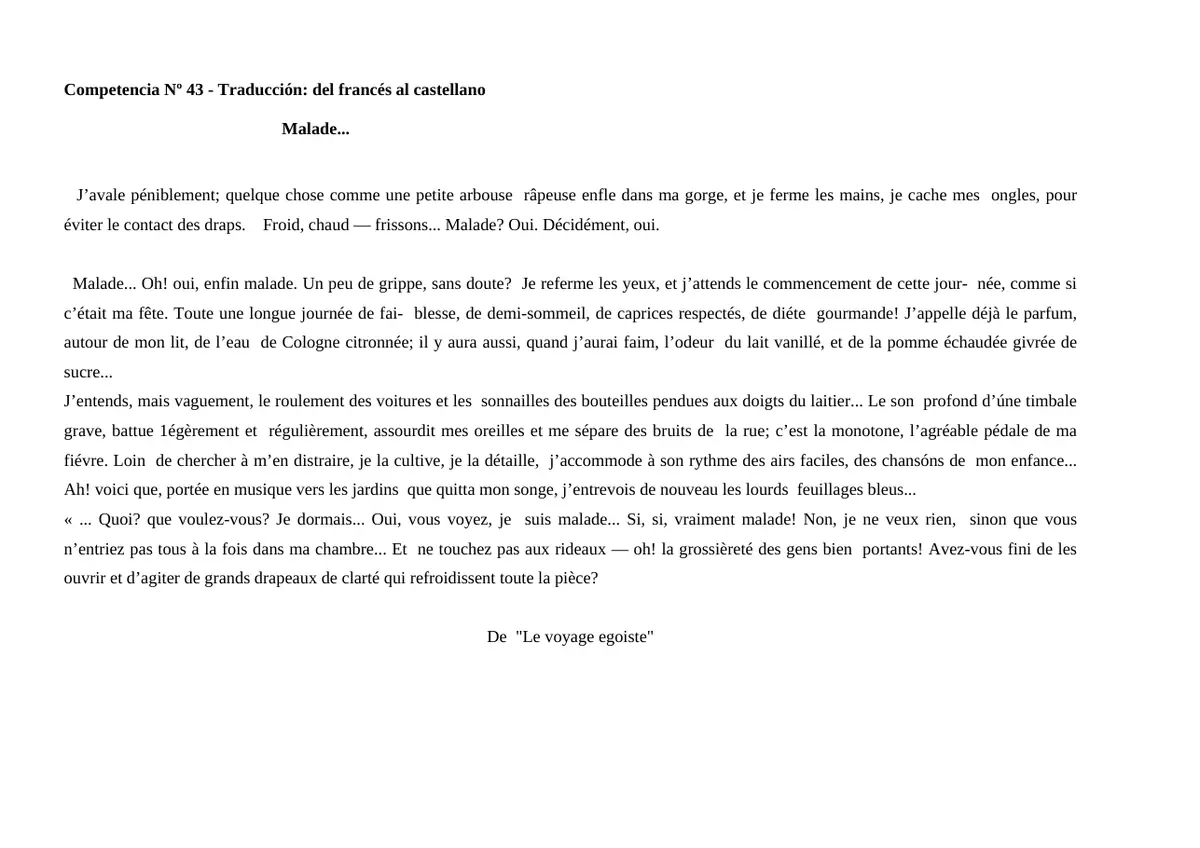 Competencia Nº 43 - Traducción: del francés al castellano
Malade...
J’avale péniblement; quelque chose comme une petite arbouse râpeuse enfle dans ma gorge, et je ferme les mains, je cache mes ongles, pour
éviter le contact des draps. Froid, chaud — frissons... Malade? Oui. Décidément, oui.
Malade... Oh! oui, enfin malade. Un peu de grippe, sans doute? Je referme les yeux, et j’attends le commencement de cette jour- née, comme si
c’était ma fête. Toute une longue journée de fai- blesse, de demi-sommeil, de caprices respectés, de diéte gourmande! J’appelle déjà le parfum,
autour de mon lit, de l’eau de Cologne citronnée; il y aura aussi, quand j’aurai faim, l’odeur du lait vanillé, et de la pomme échaudée givrée de
sucre...
J’entends, mais vaguement, le roulement des voitures et les sonnailles des bouteilles pendues aux doigts du laitier... Le son profond d’úne timbale
grave, battue 1égèrement et régulièrement, assourdit mes oreilles et me sépare des bruits de la rue; c’est la monotone, l’agréable pédale de ma
fiévre. Loin de chercher à m’en distraire, je la cultive, je la détaille, j’accommode à son rythme des airs faciles, des chansóns de mon enfance...
Ah! voici que, portée en musique vers les jardins que quitta mon songe, j’entrevois de nouveau les lourds feuillages bleus...
« ... Quoi? que voulez-vous? Je dormais... Oui, vous voyez, je suis malade... Si, si, vraiment malade! Non, je ne veux rien, sinon que vous
n’entriez pas tous à la fois dans ma chambre... Et ne touchez pas aux rideaux — oh! la grossièreté des gens bien portants! Avez-vous fini de les
ouvrir et d’agiter de grands drapeaux de clarté qui refroidissent toute la pièce?
De "Le voyage egoiste"